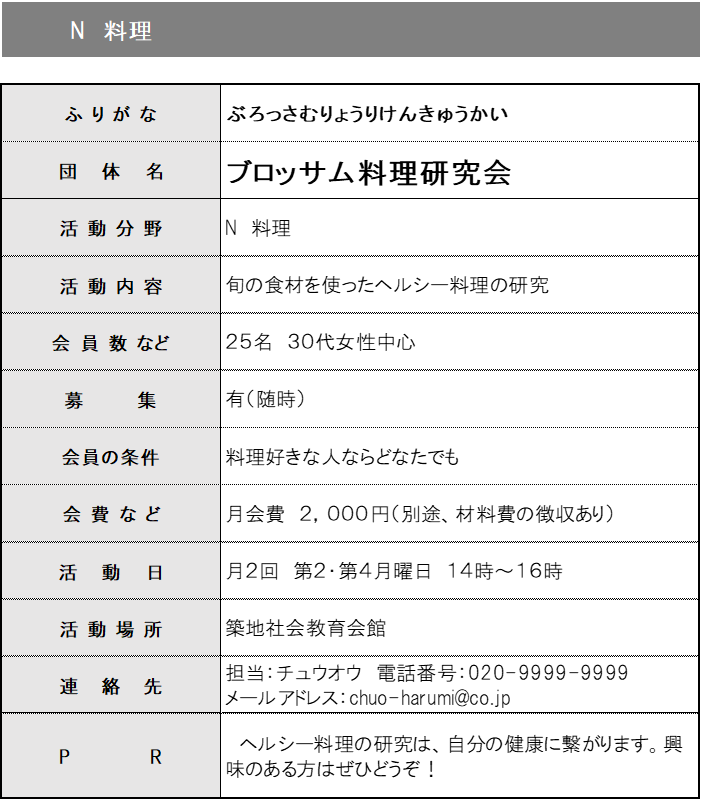 N 料理
ふりがな ぶろっさむりょうりけんきゅうかい
団体名 ブロッサム料理研究会
活動分野 N 料理
活動内容 旬の食材を使ったヘルシー料理の研究
会員数など 25名 30代女性中心
募集 有(随時)
会員の条件 料理好きな人ならどなたでも
会費など 月会費 2,000円(別途、材料費の徴収あり)
活動日 月2回 第2・第4月曜日 14時~16時
活動場所 築地社会教育会館
連絡先 担当:チュウオウ 電話番号:020-9999-9999
メールアドレス:chuo-harumi@co.jp
PR ヘルシー料理の研究は、自分の健康に繋がります。興
味のある方はぜひどうぞ!